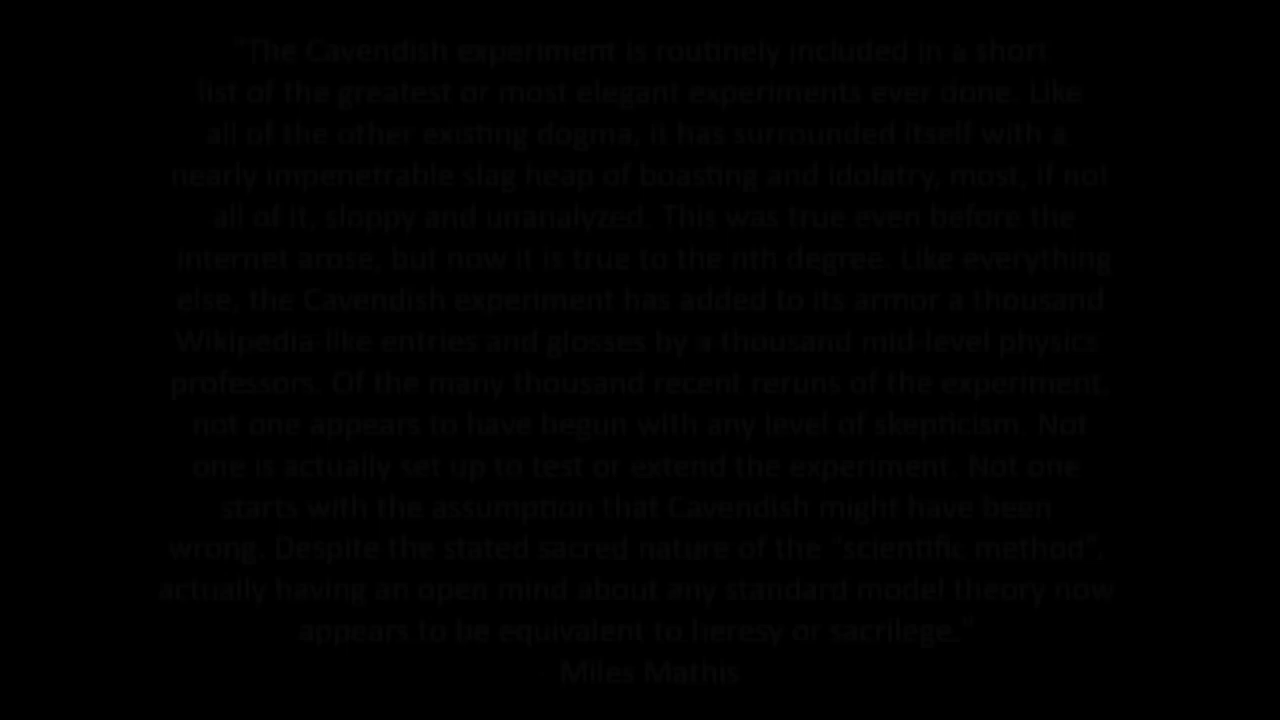 "The Cavendish experiment is routinely included in a short
list of the greatest or most elegant experiments ever done. Like
all of the other existing dogma, it has surrounded itself with a
nearly impenetrable slag heap of boasting and idolatry, most, if not
all of it, sloppy and unanalyzed. This was true even before the
internet arose, but now it is true to the nth degree. Like everything
else, the Cavendish experiment has added to its armor a thousand
Wikipedia-like entries and glosses by a thousand mid-level physics
professors. Of the many thousand recent reruns of the experiment,
not one appears to have begun with any level of skepticism. Not
one is actually set up to test or extend the experiment. Not one
starts with the assumption that Cavendish might have been
wrong. Despite the stated sacred nature of the "scientific method",
actually having an open mind about any standard model theory now
appears to be equivalent to heresy or sacrilege."
- Miles Mathis